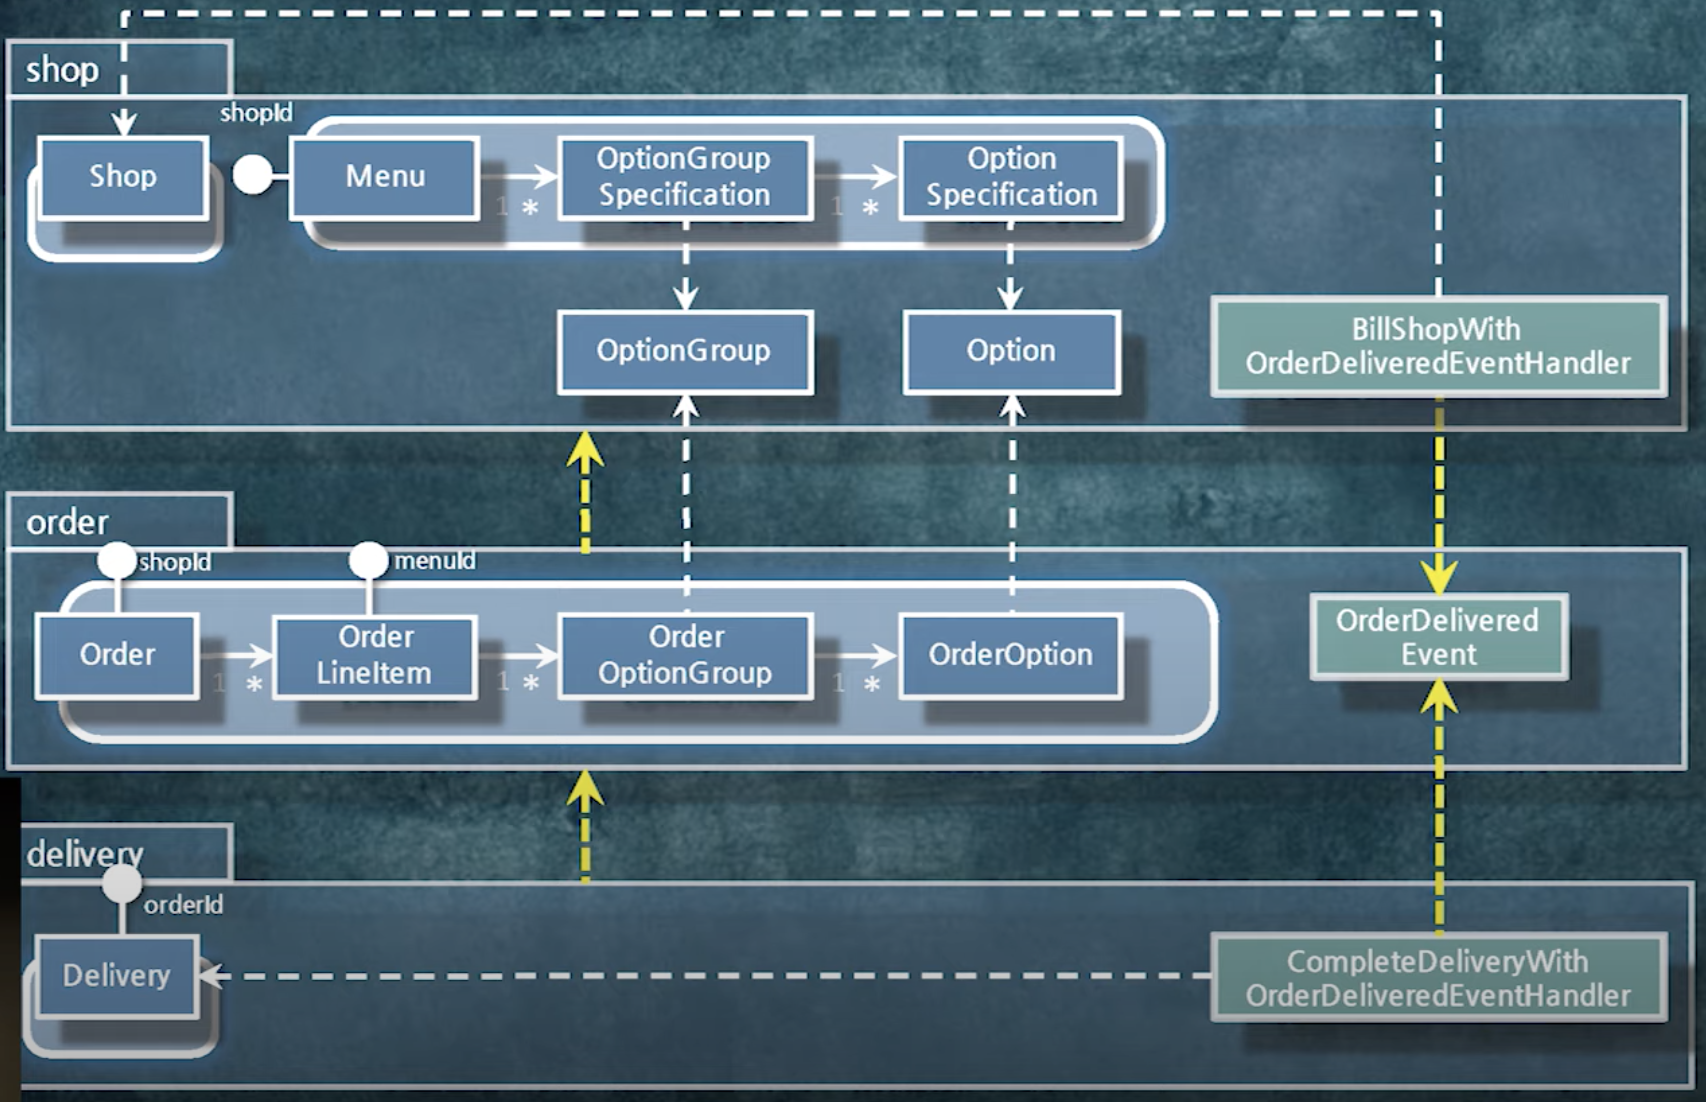 shop
shopId
Shop
Menu
OptionGroup
Specification
Option
Specification
1
*
1
*
OptionGroup
Option
BillShopWith
OrderDeliveredEventHandler
order
shopId
menuId
Order
Order
LineItem
Order
OptionGroup
OrderOption
1
*
1
*
1
*
OrderDelivered
Event
delivery
orderId
Delivery
CompleteDeliveryWith
OrderDeliveredEventHandler